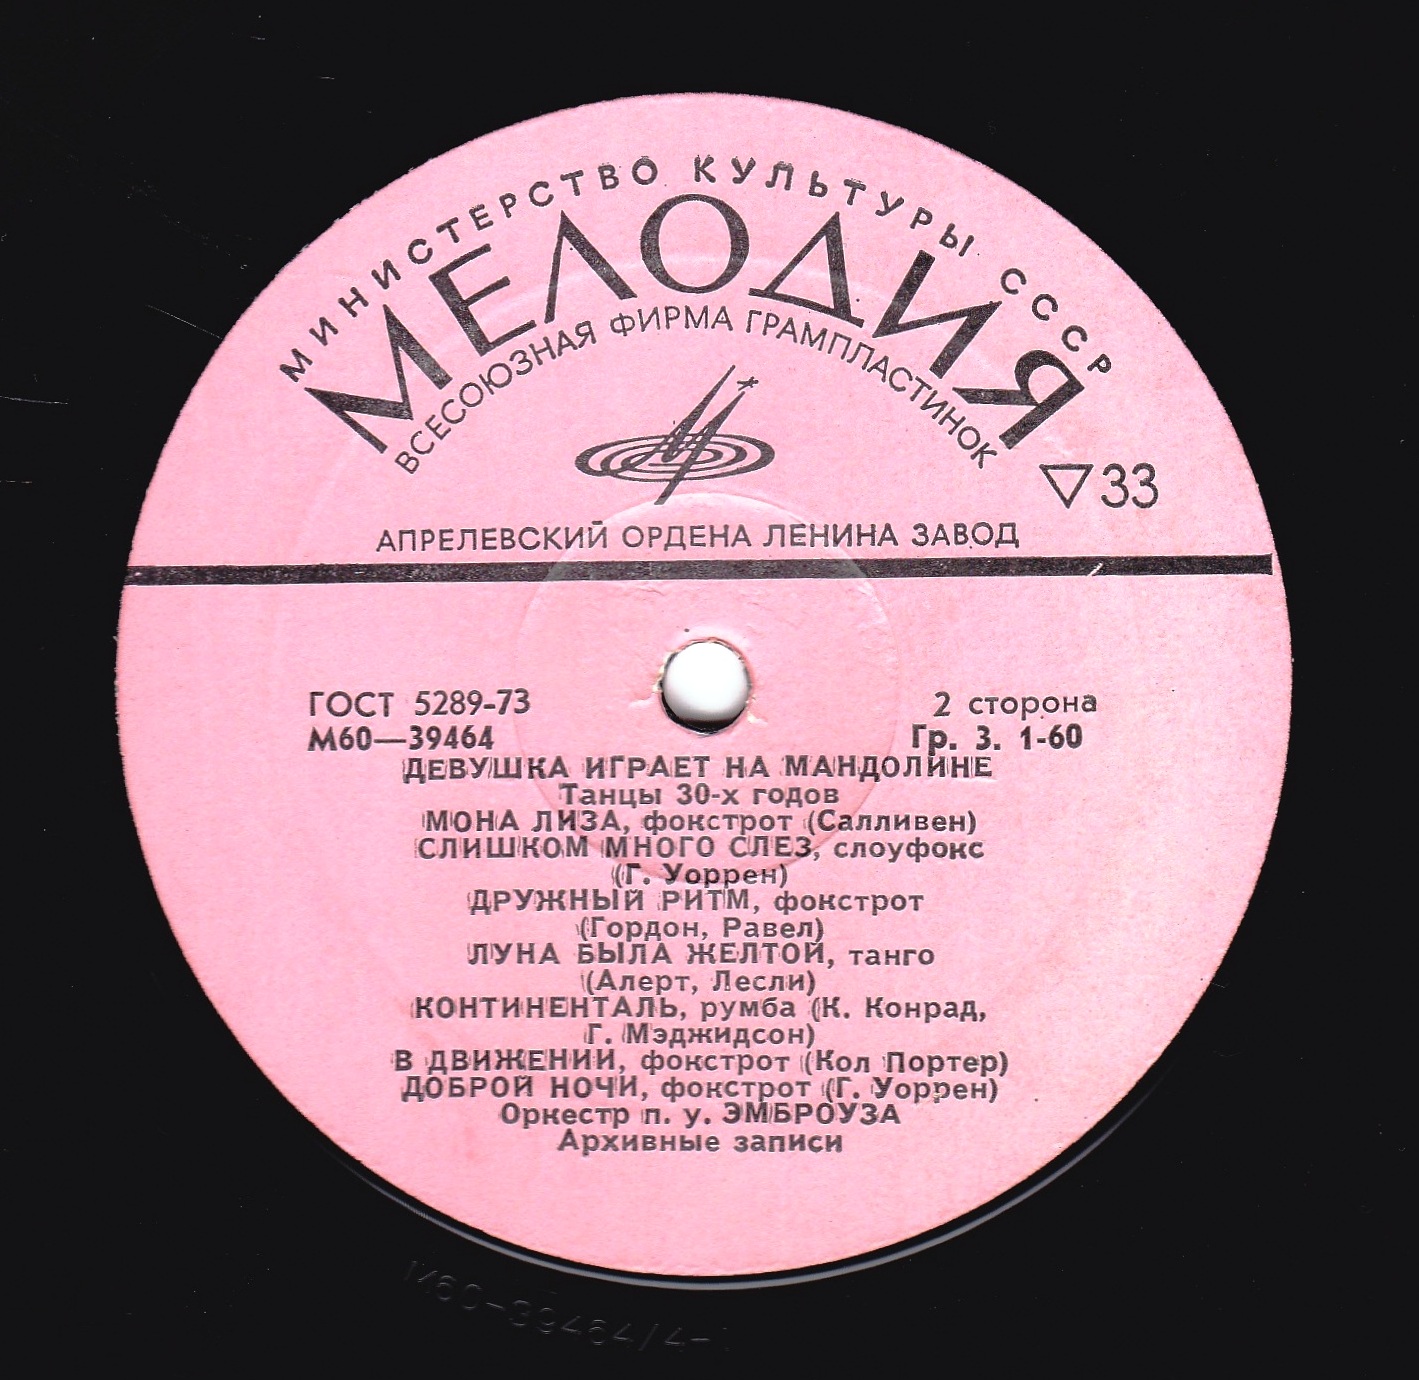 МИНИСТЕРСТВО КУЛЬТУРЫ СССР
МЕЛОДИЯ
ВСЕСОЮЗНАЯ ФИРМА ГРАМПЛАСТИНОК
33
АПРЕЛЕВСКИЙ ОРДЕНА ЛЕНИНА ЗАВОД
ГОСТ 5289-73 2 сторона
М60—39464 Гр. 3. 1-60
ДЕВУШКА ИГРАЕТ НА МАНДОЛИНЕ
Танцы 30-х годов
МОНА ЛИЗА, фокстрот (Салливен)
СЛИШКОМ МНОГО СЛЕЗ, слоуфокс
(Г. Уоррен)
ДРУЖНЫЙ РИТМ, фокстрот
(Гордон, Равел)
ЛУНА БЫЛА ЖЕЛТОЙ, танго
(Алерт, Лесли)
КОНТИНЕНТАЛЬ, румба (К. Конрад,
Г. Мэджидсон)
В ДВИЖЕНИИ, фокстрот (Кол Портер)
ДОБРОЙ НОЧИ, фокстрот (Г. Уоррен)
Оркестр п. у. ЭМБРОУЗА
Архивные записи
М60-39464/4-